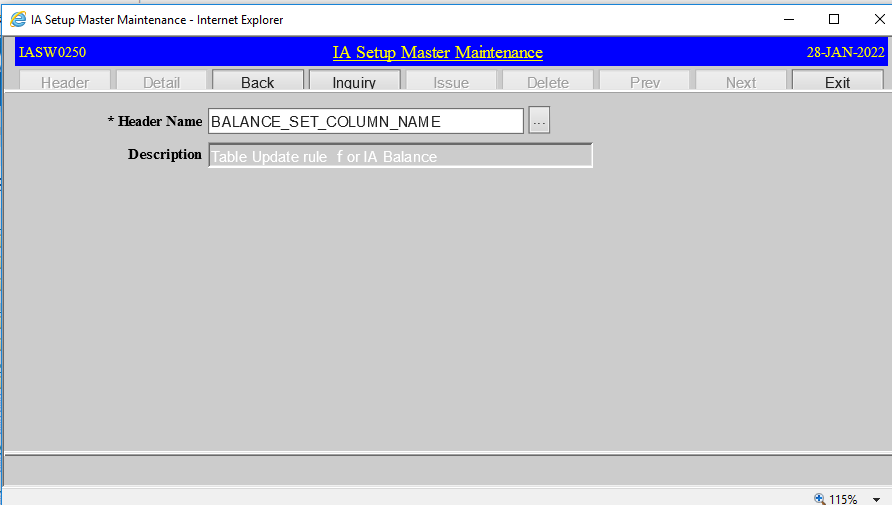 IA Setup Master Maintenance - Internet Explorer
IASW0250 IA Setup Master Maintenance 28-JAN-2022
Header Detail Back Inquiry Issue Delete Prev Next Exit
* Header Name BALANCE_SET_COLUMN_NAME ...
Description Table Update rule f or IA Balance
115%